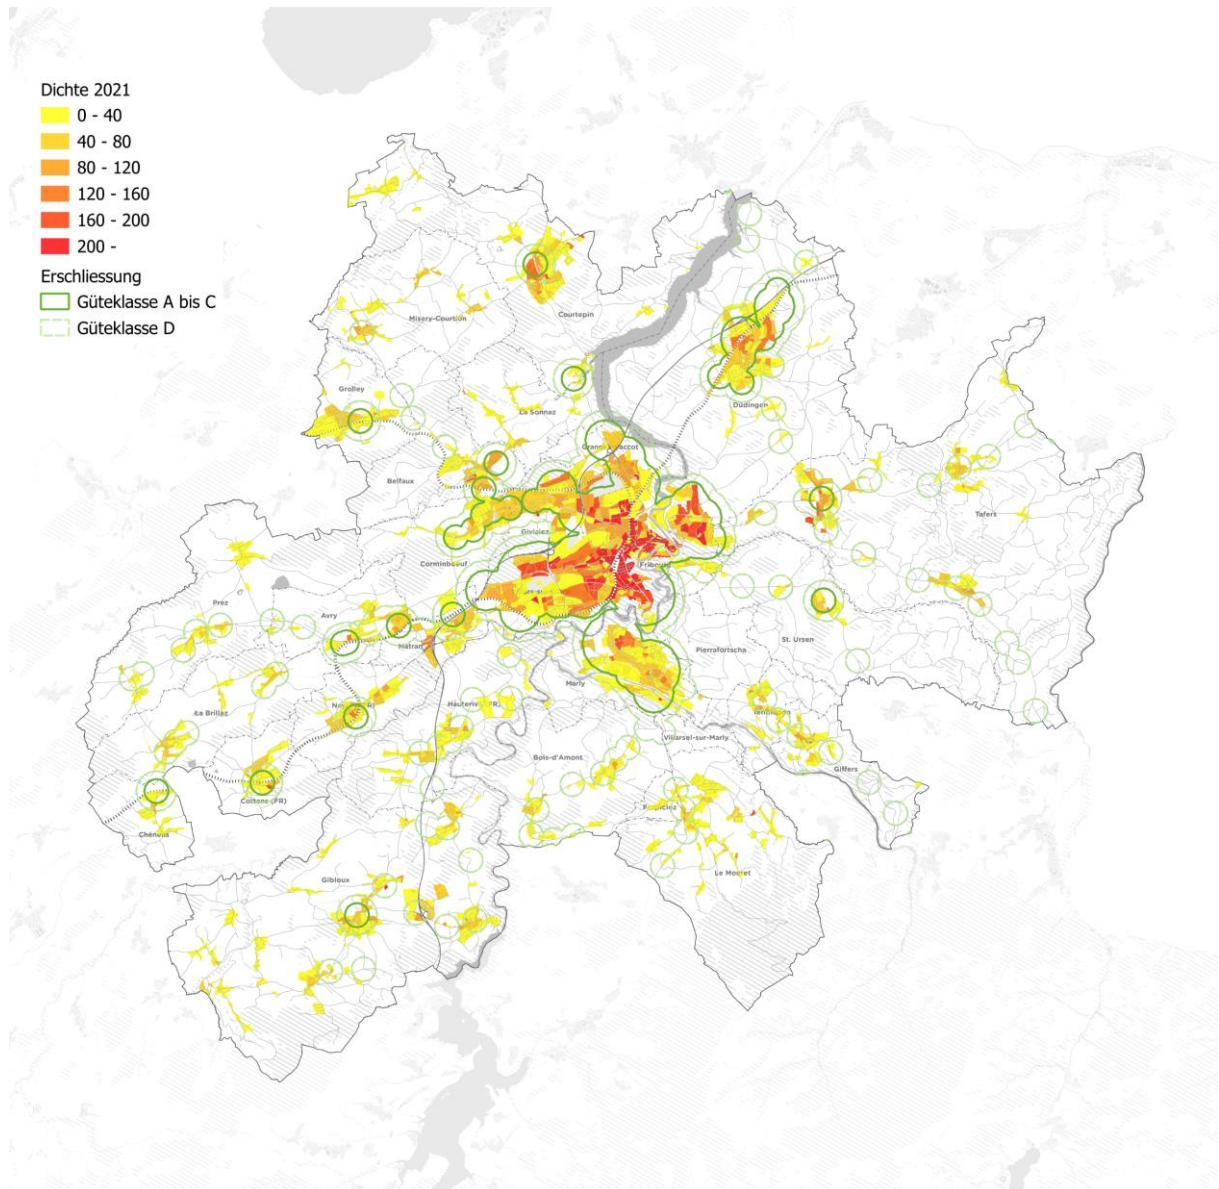 Dichte 2021
0 - 40
40 - 80
80 - 120
120 - 160
160 - 200
200 -
Erschliessung
Güteklasse A bis C
Güteklasse D
Misery-Courtion
Courtepin
Grolley
La Sonnaz
Düdingen
Belfaux
Tafers
Givisiez
Corminboeuf
Prez
Avry
St. Ursen
Pierrafortscha
Marly
La Brillaz
Villarsel-sur-Marly
Bois-d'Amont
Giffers
Cottens (FR)
Chénens
Gibloux
Le Mouret